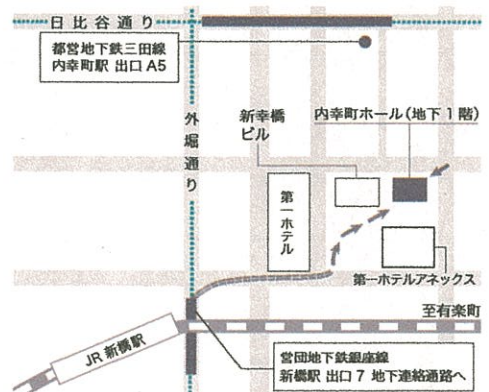 日比谷通り
都営地下鉄三田線
内幸町駅 出口 A5
外堀通り
新幸橋
ビル
内幸町ホール(地下1階)
第一ホテル
第一ホテルアネックス
至有楽町
JR 新橋駅
営団地下鉄銀座線
新橋駅 出口 7 地下連絡通路へ